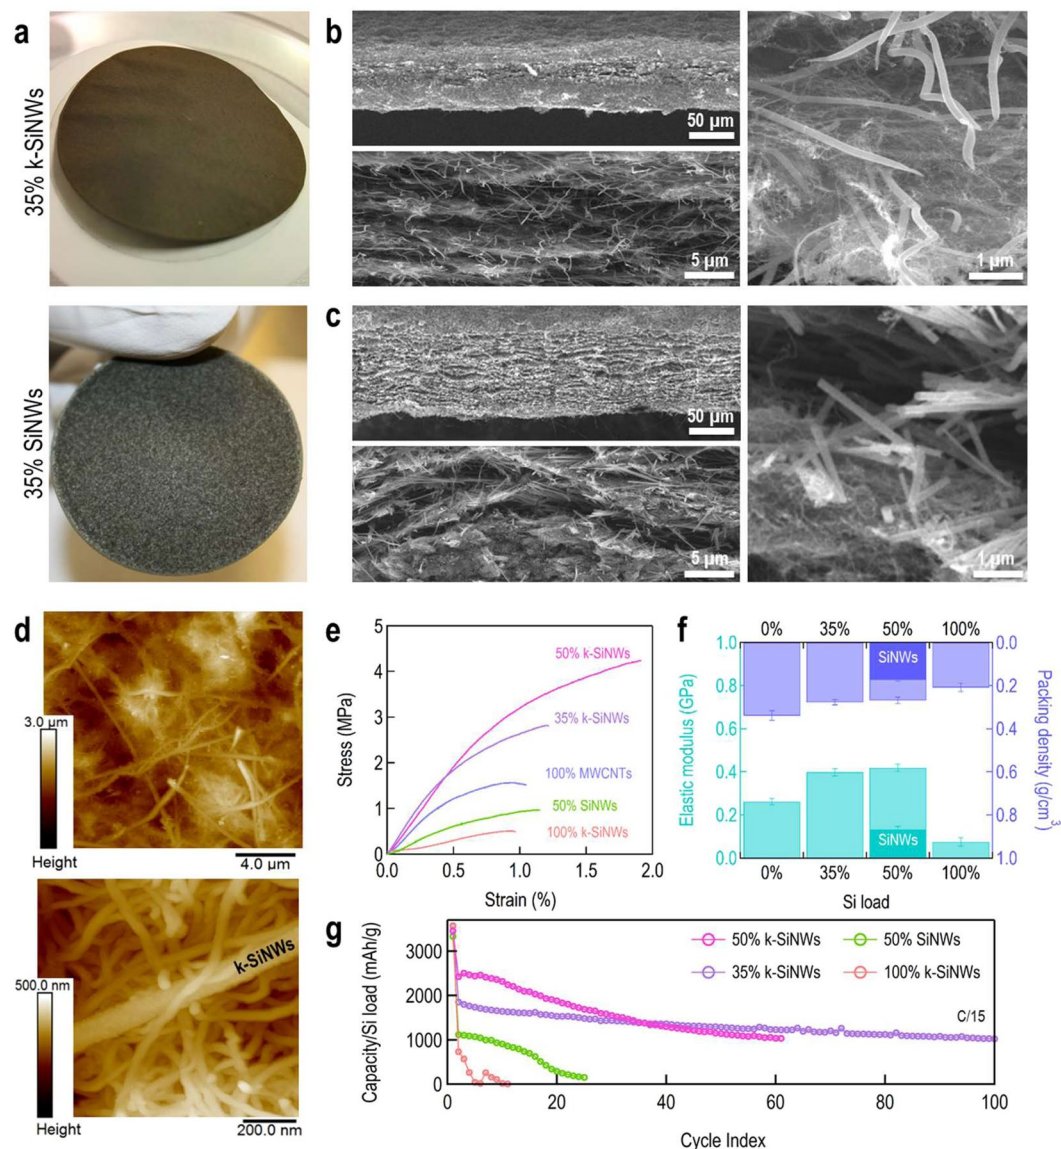 a
35% k-SiNWs
35% SiNWs
b
50 µm
5 µm
1 µm
c
50 µm
5 µm
1 µm
d
3.0 µm
Height
4.0 µm
500.0 nm
k-SiNWs
Height
200.0 nm
e
5
4
3
2
1
0
Stress (MPa)
50% k-SiNWs
35% k-SiNWs
100% MWCNTs
50% SiNWs
100% k-SiNWs
0.0 0.5 1.0 1.5 2.0
Strain (%)
f
0% 35% 50% 100%
1.0
0.8
0.6
0.4
0.2
0.0
Elastic modulus (GPa)
SiNWs
SiNWs
0.0
0.2
0.4
0.6
0.8
1.0
Packing density (g/cm³)
0% 35% 50% 100%
Si load
g
3000
2000
1000
0
Capacity/Si load (mAh/g)
50% k-SiNWs 50% SiNWs
35% k-SiNWs 100% k-SiNWs
C/15
0 20 40 60 80 100
Cycle Index